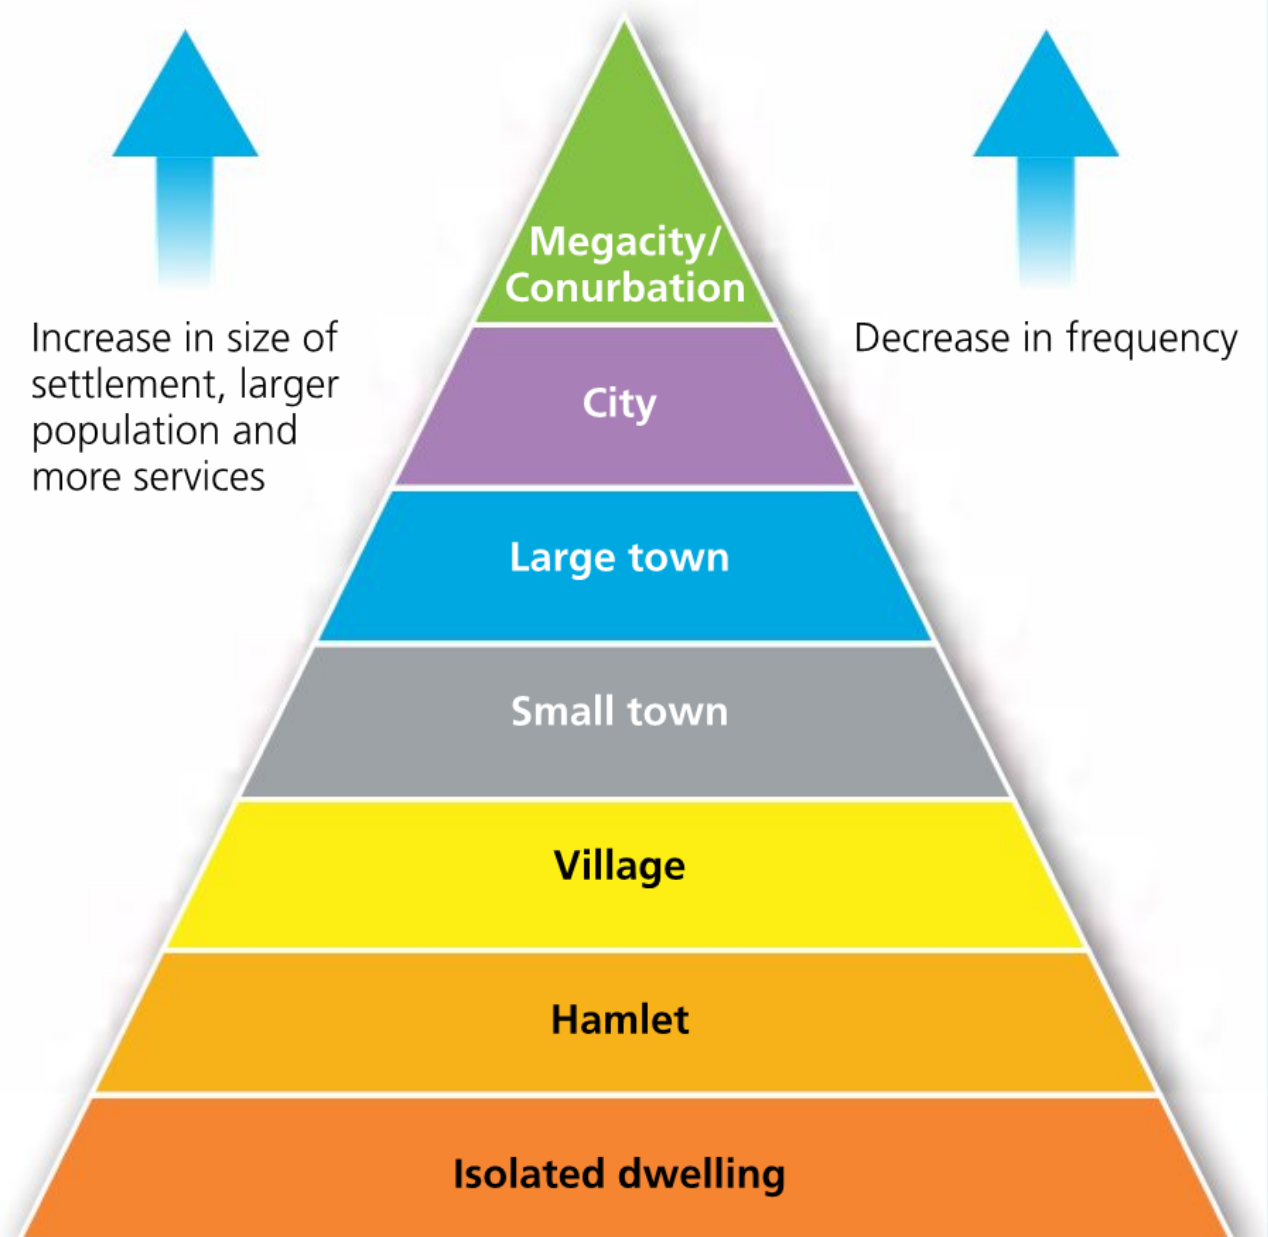 Megacity/
Conurbation
Increase in size of
settlement, larger
population and
more services
Decrease in frequency
City
Large town
Small town
Village
Hamlet
Isolated dwelling